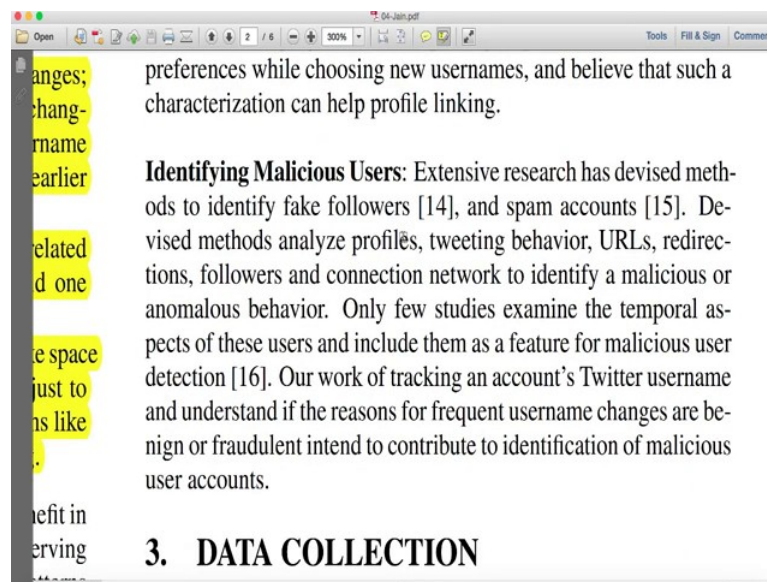 04-Jain.pdf
Open 2 / 6 300% Tools Fill & Sign
anges;
chang-
rname
earlier
related
d one
te space
just to
ns like
.
nefit in
erving
preferences while choosing new usernames, and believe that such a
characterization can help profile linking.
Identifying Malicious Users: Extensive research has devised meth-
ods to identify fake followers [14], and spam accounts [15]. De-
vised methods analyze profiles, tweeting behavior, URLs, redirec-
tions, followers and connection network to identify a malicious or
anomalous behavior. Only few studies examine the temporal as-
pects of these users and include them as a feature for malicious user
detection [16]. Our work of tracking an account's Twitter username
and understand if the reasons for frequent username changes are be-
nign or fraudulent intend to contribute to identification of malicious
user accounts.
3. DATA COLLECTION